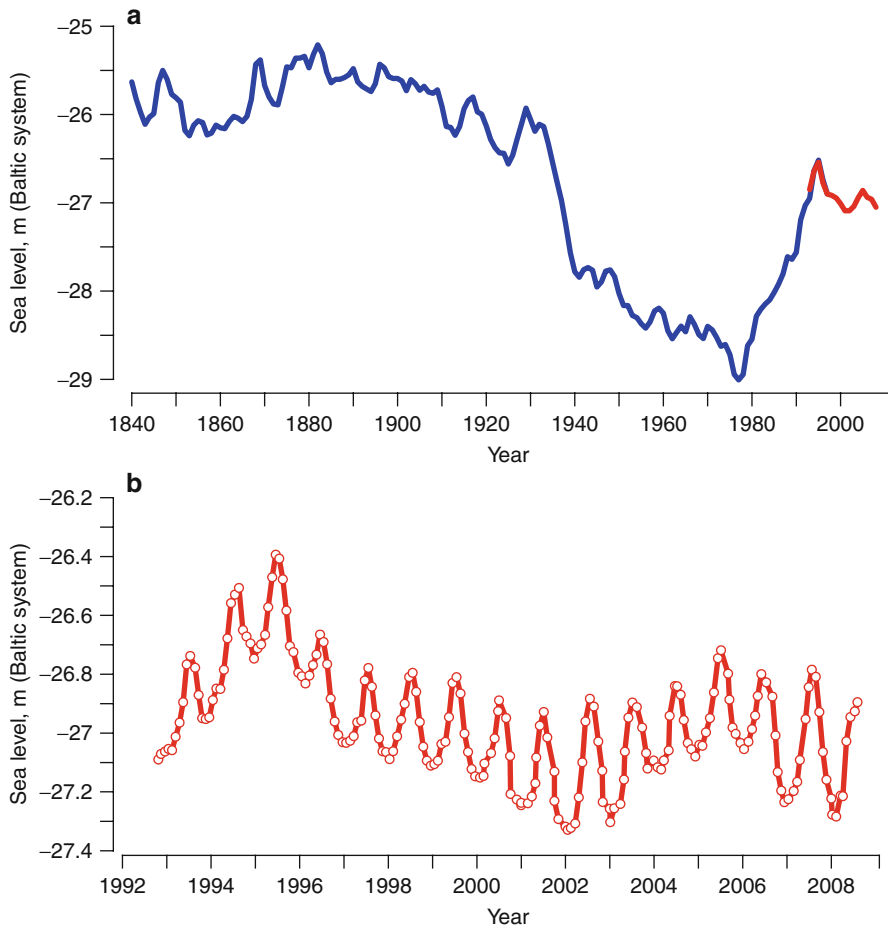 a
Sea level, m (Baltic system)
–25
–26
–27
–28
–29
1840 1860 1880 1900 1920 1940 1960 1980 2000
Year
b
Sea level, m (Baltic system)
–26.2
–26.4
–26.6
–26.8
–27
–27.2
–27.4
1992 1994 1996 1998 2000 2002 2004 2006 2008
Year